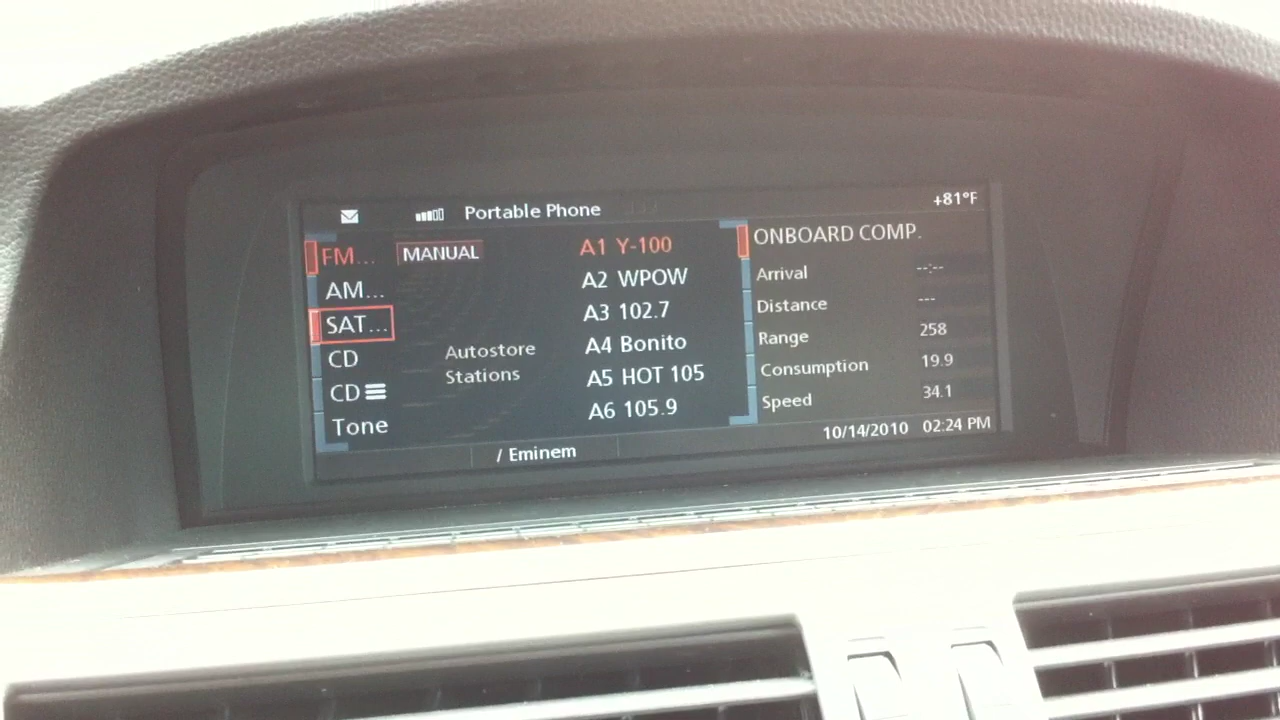 Portable Phone
+81°F
FM... MANUAL
AM...
SAT...
CD
CD
Tone
Autostore
Stations
A1 Y-100
A2 WPOW
A3 102.7
A4 Bonito
A5 HOT 105
A6 105.9
ONBOARD COMP.
Arrival --:--
Distance ---
Range 258
Consumption 19.9
Speed 34.1
/ Eminem
10/14/2010 02:24 PM